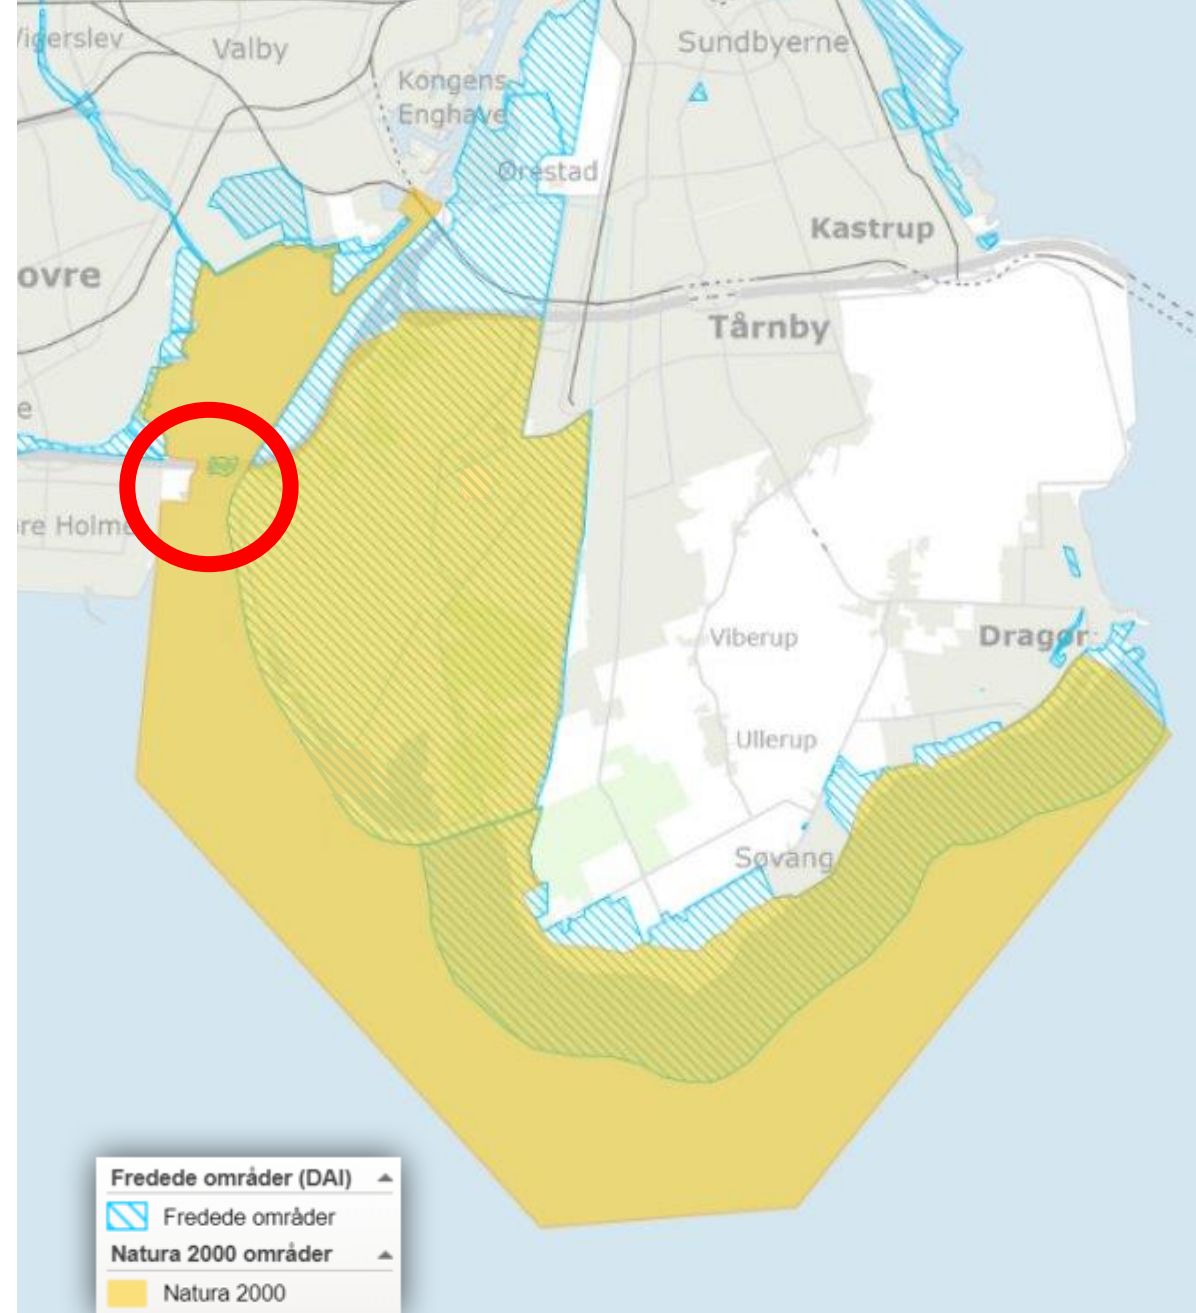 Vigerslev
Valby
Sundbyerne
Kongens
Enghave
Ørestad
Kastrup
ovre
Tårnby
e
re Holme
Viberup
Dragør
Ullerup
Søvang
Fredede områder (DAI)
Fredede områder
Natura 2000 områder
Natura 2000